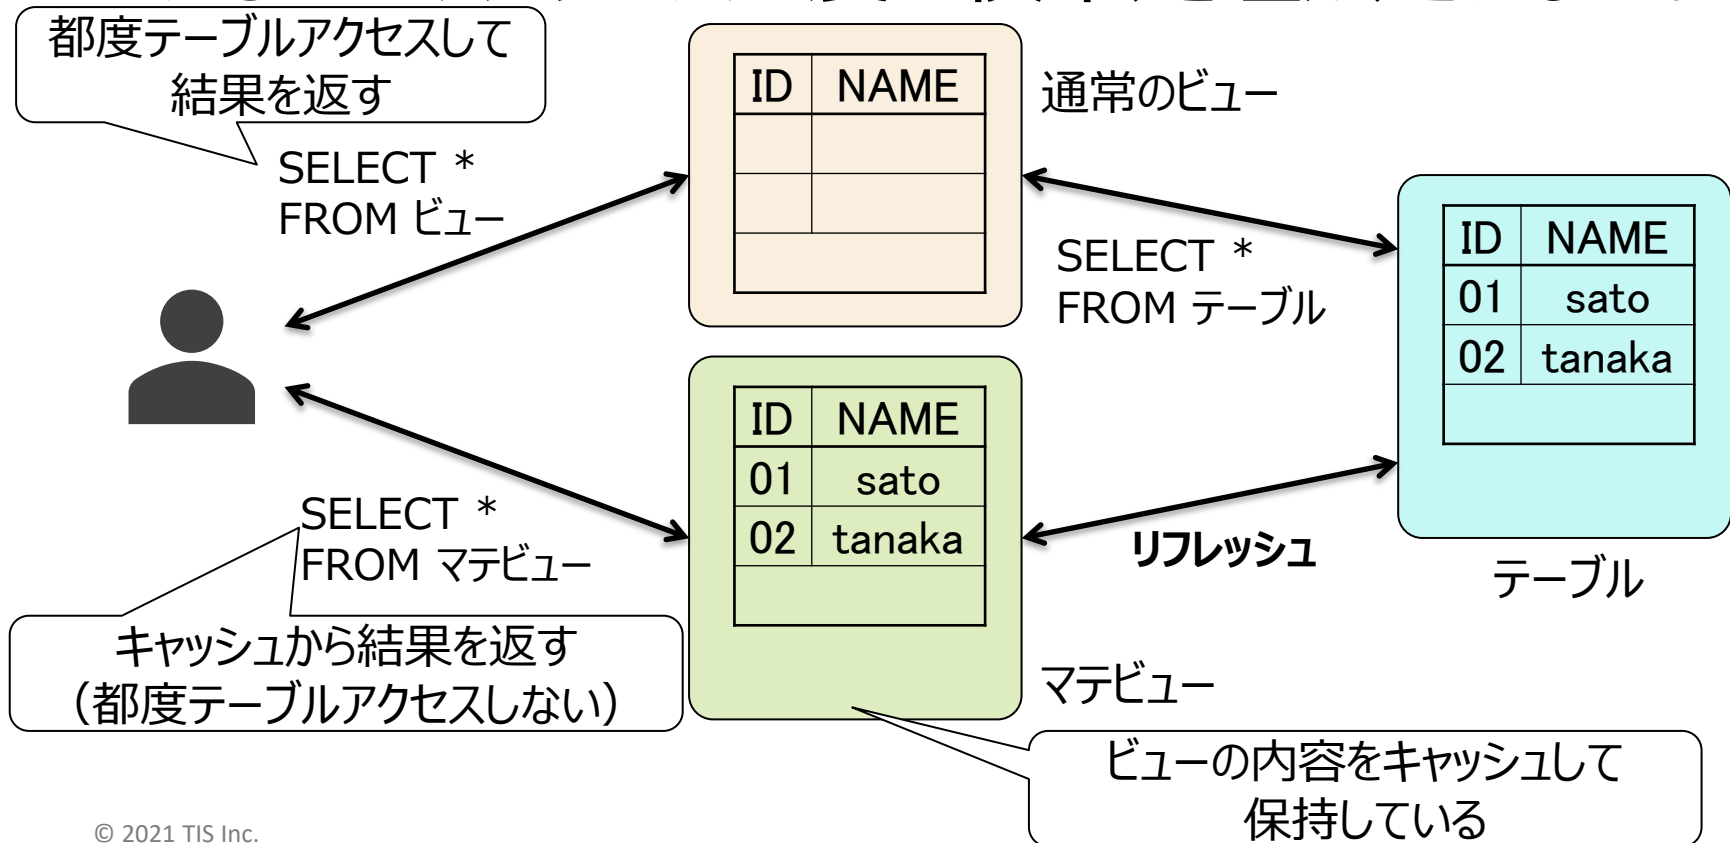 都度テーブルアクセスして
結果を返す
SELECT *
FROM ビュー
ID NAME
通常のビュー
SELECT *
FROM テーブル
ID NAME
01 sato
02 tanaka
テーブル
SELECT *
FROM マテビュー
キャッシュから結果を返す
(都度テーブルアクセスしない)
ID NAME
01 sato
02 tanaka
リフレッシュ
マテビュー
ビューの内容をキャッシュして
保持している
© 2021 TIS Inc.